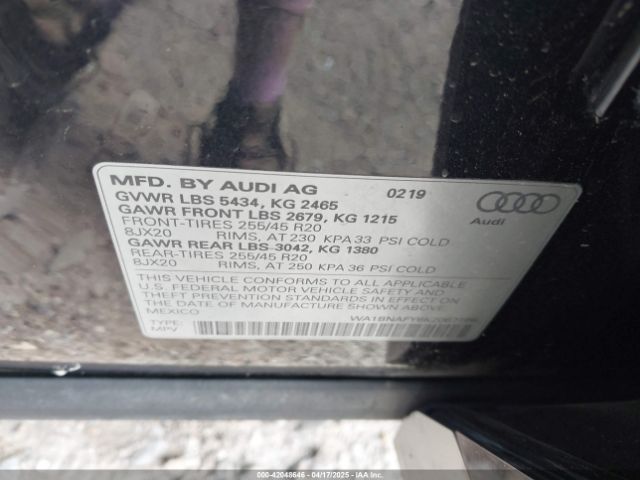 MFD. BY AUDI AG 0219
GVWR LBS 5434, KG 2465
GAWR FRONT LBS 2679, KG 1215
FRONT-TIRES 255/45 R20
8JX20 RIMS, AT 230 KPA 33 PSI COLD
GAWR REAR LBS 3042, KG 1380
REAR-TIRES 255/45 R20
8JX20 RIMS, AT 250 KPA 36 PSI COLD
THIS VEHICLE CONFORMS TO ALL APPLICABLE
U.S. FEDERAL MOTOR VEHICLE SAFETY AND
THEFT PREVENTION STANDARDS IN EFFECT ON
THE DATE OF MANUFACTURE SHOWN ABOVE
MEXICO
TYPE:
MPV
Audi
000-42048646 - 04/17/2025 - WWW.IAAI.COM